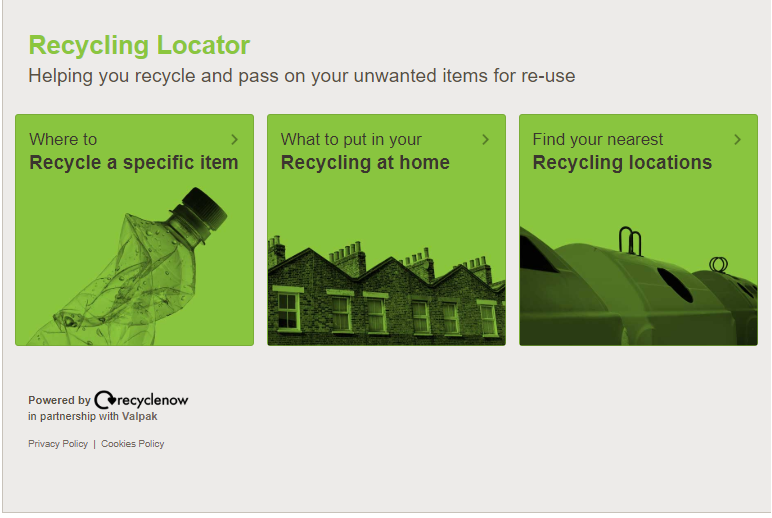 Recycling Locator
Helping you recycle and pass on your unwanted items for re-use
Where to
Recycle a specific item
What to put in your
Recycling at home
Find your nearest
Recycling locations
Powered by recyclenow
in partnership with Valpak
Privacy Policy | Cookies Policy